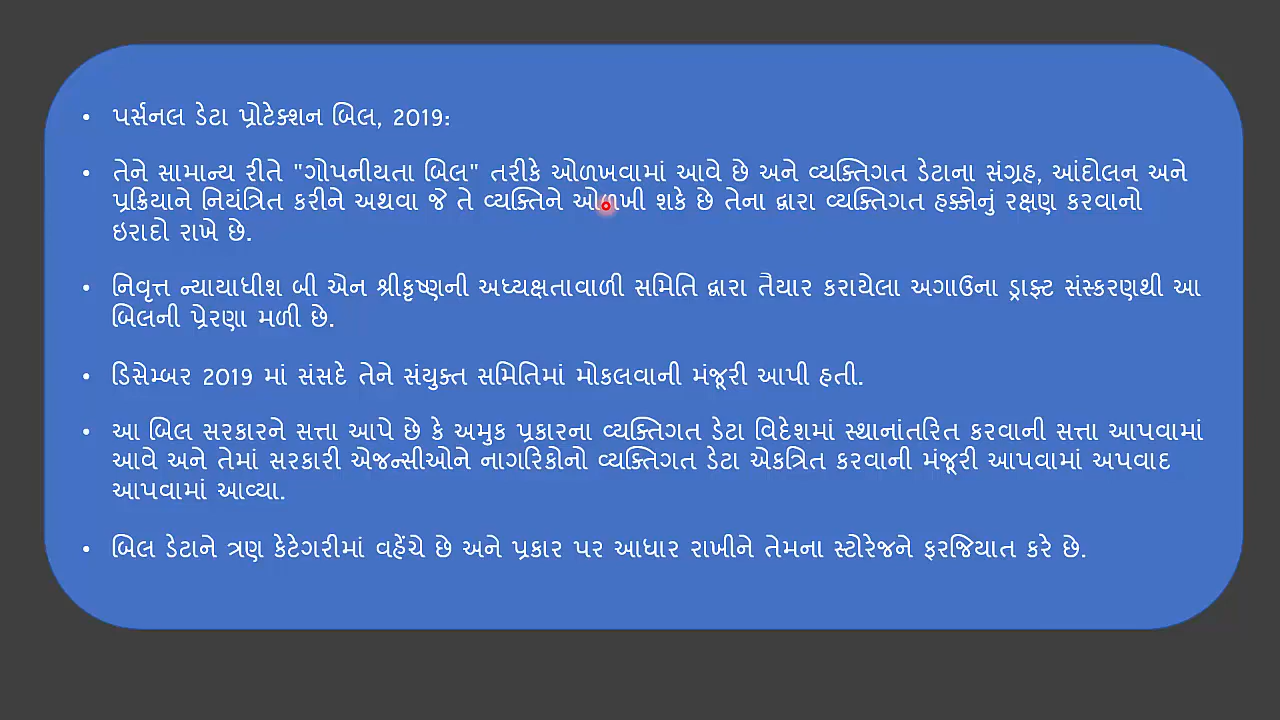 • પર્સનલ ડેટા પ્રોટેક્શન બિલ, 2019:
• તેને સામાન્ય રીતે "ગોપનીયતા બિલ" તરીકે ઓળખવામાં આવે છે અને વ્યક્તિગત ડેટાના સંગ્રહ, આંદોલન અને
પ્રક્રિયાને નિયંત્રિત કરીને અથવા જે તે વ્યક્તિને ઓળખી શકે છે તેના દ્વારા વ્યક્તિગત હક્કોનું રક્ષણ કરવાનો
ઇરાદો રાખે છે.
• નિવૃત્ત ન્યાયાધીશ બી એન શ્રીકૃષ્ણની અધ્યક્ષતાવાળી સમિતિ દ્વારા તૈયાર કરાયેલા અગાઉના ડ્રાફ્ટ સંસ્કરણથી આ
બિલની પ્રેરણા મળી છે.
• ડિસેમ્બર 2019 માં સંસદે તેને સંયુક્ત સમિતિમાં મોકલવાની મંજૂરી આપી હતી.
• આ બિલ સરકારને સત્તા આપે છે કે અમુક પ્રકારના વ્યક્તિગત ડેટા વિદેશમાં સ્થાનાંતરિત કરવાની સત્તા આપવામાં
આવે અને તેમાં સરકારી એજન્સીઓને નાગરિકોનો વ્યક્તિગત ડેટા એકત્રિત કરવાની મંજૂરી આપવામાં અપવાદ
આપવામાં આવ્યા.
• બિલ ડેટાને ત્રણ કેટેગરીમાં વહેંચે છે અને પ્રકાર પર આધાર રાખીને તેમના સ્ટોરેજને ફરજિયાત કરે છે.